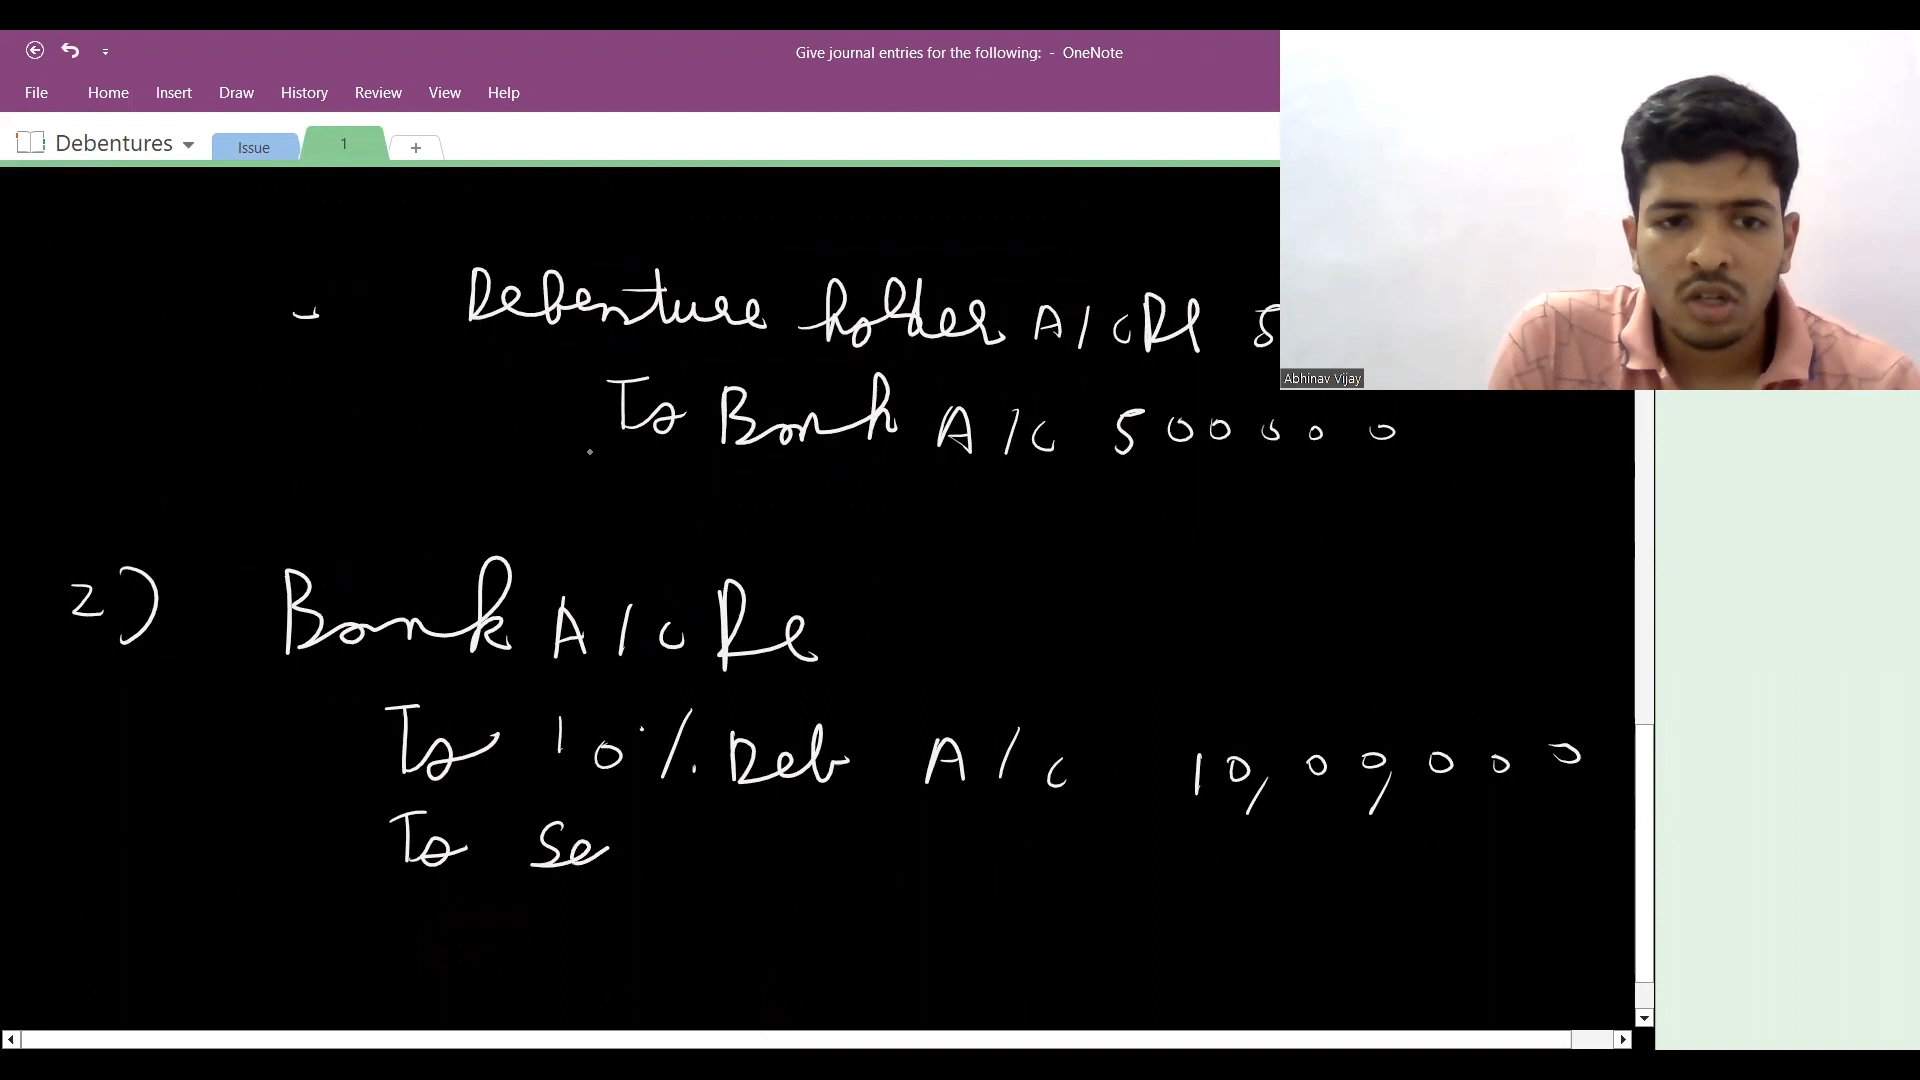 Give journal entries for the following: - OneNote
File Home Insert Draw History Review View Help
Debentures Issue 1 +
- Debenture holder A/c Dr 5
To Bank A/c 500000
Abhinav Vijay
2) Bank A/c Dr
To 10% Deb A/c 10,00,000
To Se